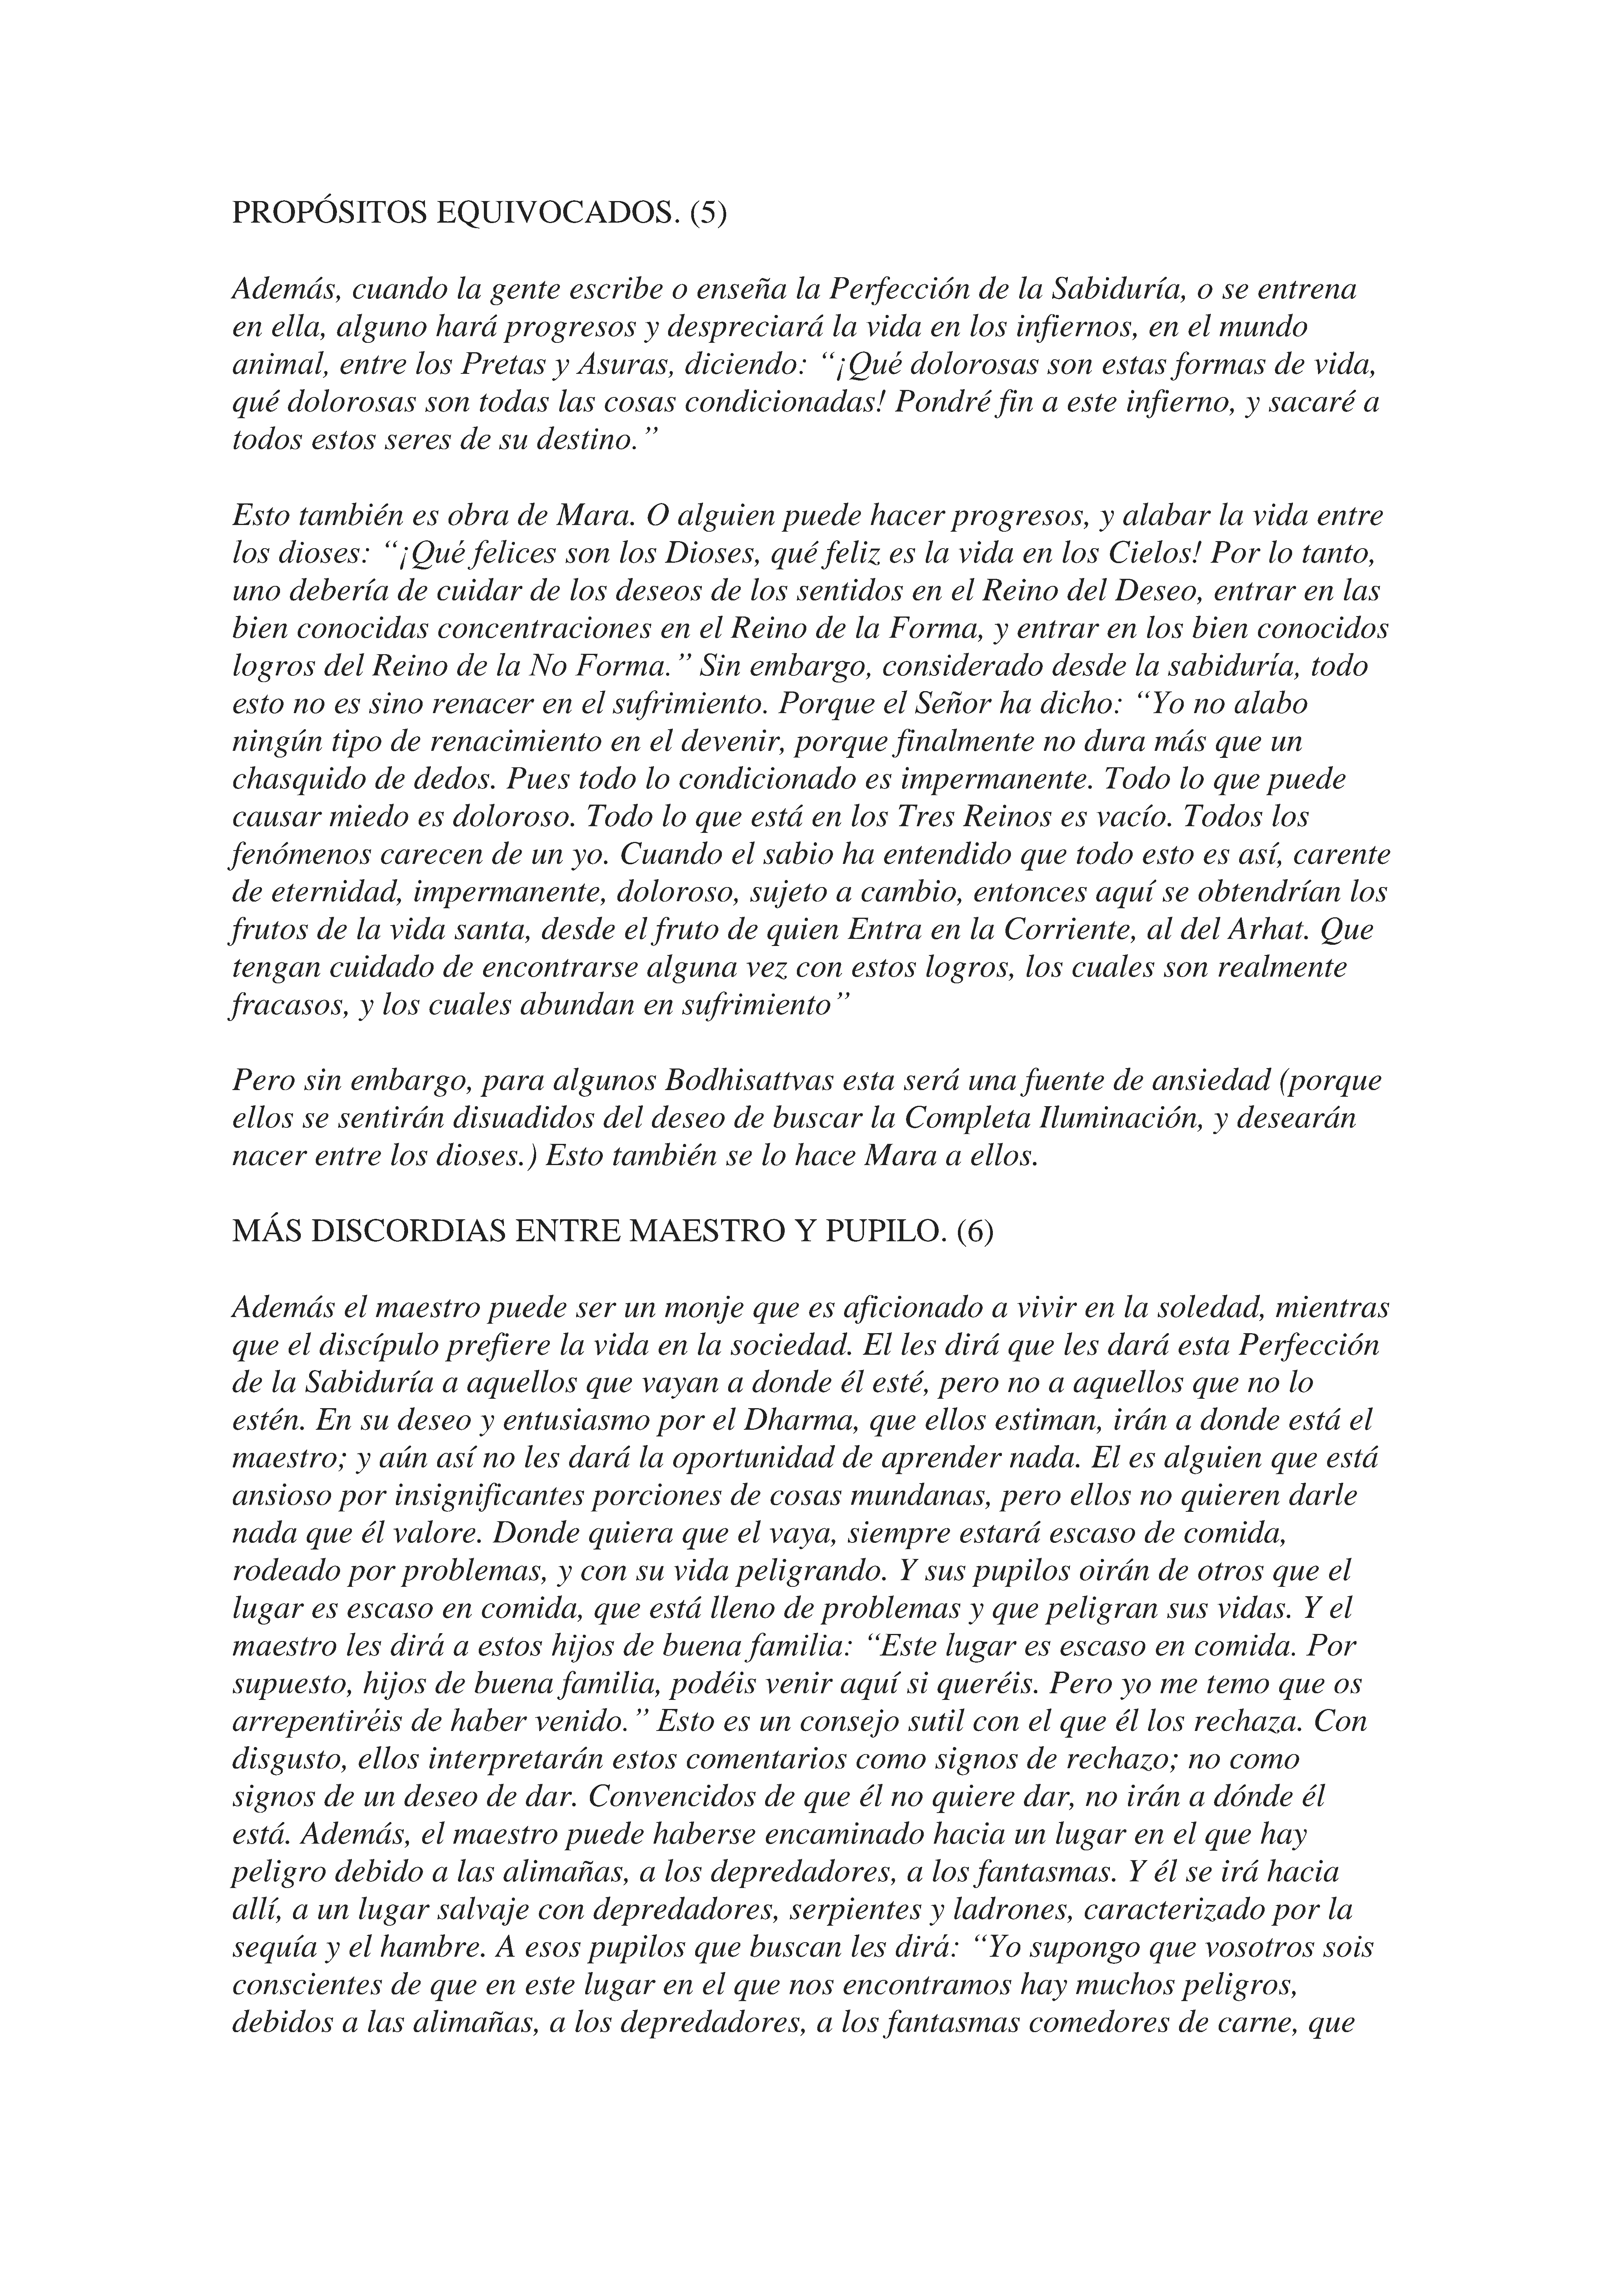 PROPÓSITOS EQUIVOCADOS. (5)
Además, cuando la gente escribe o enseña la Perfección de la Sabiduría, o se entrena
en ella, alguno hará progresos y despreciará la vida en los infiernos, en el mundo
animal, entre los Pretas y Asuras, diciendo: “¡Qué dolorosas son estas formas de vida,
qué dolorosas son todas las cosas condicionadas! Pondré fin a este infierno, y sacaré a
todos estos seres de su destino.”
Esto también es obra de Mara. O alguien puede hacer progresos, y alabar la vida entre
los dioses: “¡Qué felices son los Dioses, qué feliz es la vida en los Cielos! Por lo tanto,
uno debería de cuidar de los deseos de los sentidos en el Reino del Deseo, entrar en las
bien conocidas concentraciones en el Reino de la Forma, y entrar en los bien conocidos
logros del Reino de la No Forma.” Sin embargo, considerado desde la sabiduría, todo
esto no es sino renacer en el sufrimiento. Porque el Señor ha dicho: “Yo no alabo
ningún tipo de renacimiento en el devenir, porque finalmente no dura más que un
chasquido de dedos. Pues todo lo condicionado es impermanente. Todo lo que puede
causar miedo es doloroso. Todo lo que está en los Tres Reinos es vacío. Todos los
fenómenos carecen de un yo. Cuando el sabio ha entendido que todo esto es así, carente
de eternidad, impermanente, doloroso, sujeto a cambio, entonces aquí se obtendrían los
frutos de la vida santa, desde el fruto de quien Entra en la Corriente, al del Arhat. Que
tengan cuidado de encontrarse alguna vez con estos logros, los cuales son realmente
fracasos, y los cuales abundan en sufrimiento”
Pero sin embargo, para algunos Bodhisattvas esta será una fuente de ansiedad (porque
ellos se sentirán disuadidos del deseo de buscar la Completa Iluminación, y desearán
nacer entre los dioses.) Esto también se lo hace Mara a ellos.
MÁS DISCORDIAS ENTRE MAESTRO Y PUPILO. (6)
Además el maestro puede ser un monje que es aficionado a vivir en la soledad, mientras
que el discípulo prefiere la vida en la sociedad. El les dirá que les dará esta Perfección
de la Sabiduría a aquellos que vayan a donde él esté, pero no a aquellos que no lo
estén. En su deseo y entusiasmo por el Dharma, que ellos estiman, irán a donde está el
maestro; y aún así no les dará la oportunidad de aprender nada. El es alguien que está
ansioso por insignificantes porciones de cosas mundanas, pero ellos no quieren darle
nada que él valore. Donde quiera que el vaya, siempre estará escaso de comida,
rodeado por problemas, y con su vida peligrando. Y sus pupilos oirán de otros que el
lugar es escaso en comida, que está lleno de problemas y que peligran sus vidas. Y el
maestro les dirá a estos hijos de buena familia: “Este lugar es escaso en comida. Por
supuesto, hijos de buena familia, podéis venir aquí si queréis. Pero yo me temo que os
arrepentiréis de haber venido.” Esto es un consejo sutil con el que él los rechaza. Con
disgusto, ellos interpretarán estos comentarios como signos de rechazo; no como
signos de un deseo de dar. Convencidos de que él no quiere dar, no irán a dónde él
está. Además, el maestro puede haberse encaminado hacia un lugar en el que hay
peligro debido a las alimañas, a los depredadores, a los fantasmas. Y él se irá hacia
allí, a un lugar salvaje con depredadores, serpientes y ladrones, caracterizado por la
sequía y el hambre. A esos pupilos que buscan les dirá: “Yo supongo que vosotros sois
conscientes de que en este lugar en el que nos encontramos hay muchos peligros,
debidos a las alimañas, a los depredadores, a los fantasmas comedores de carne, que